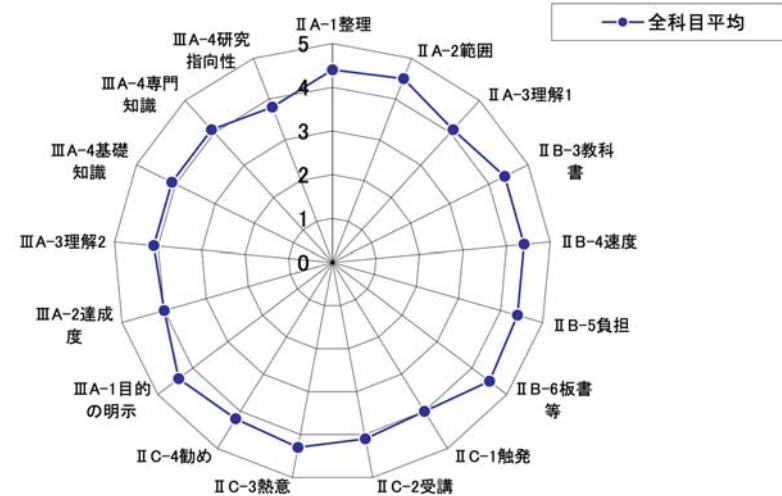 全科目平均
ⅡA-1整理
ⅡA-2範囲
ⅡA-3理解1
ⅡB-3教科
書
ⅡB-4速度
ⅡB-5負担
ⅡB-6板書
等
ⅡC-1触発
ⅡC-2受講
ⅡC-3熱意
ⅡC-4勧め
ⅢA-1目的
の明示
ⅢA-2達成
度
ⅢA-3理解2
ⅢA-4基礎
知識
ⅢA-4専門
知識
ⅢA-4研究
指向性
5
4
3
2
1
0